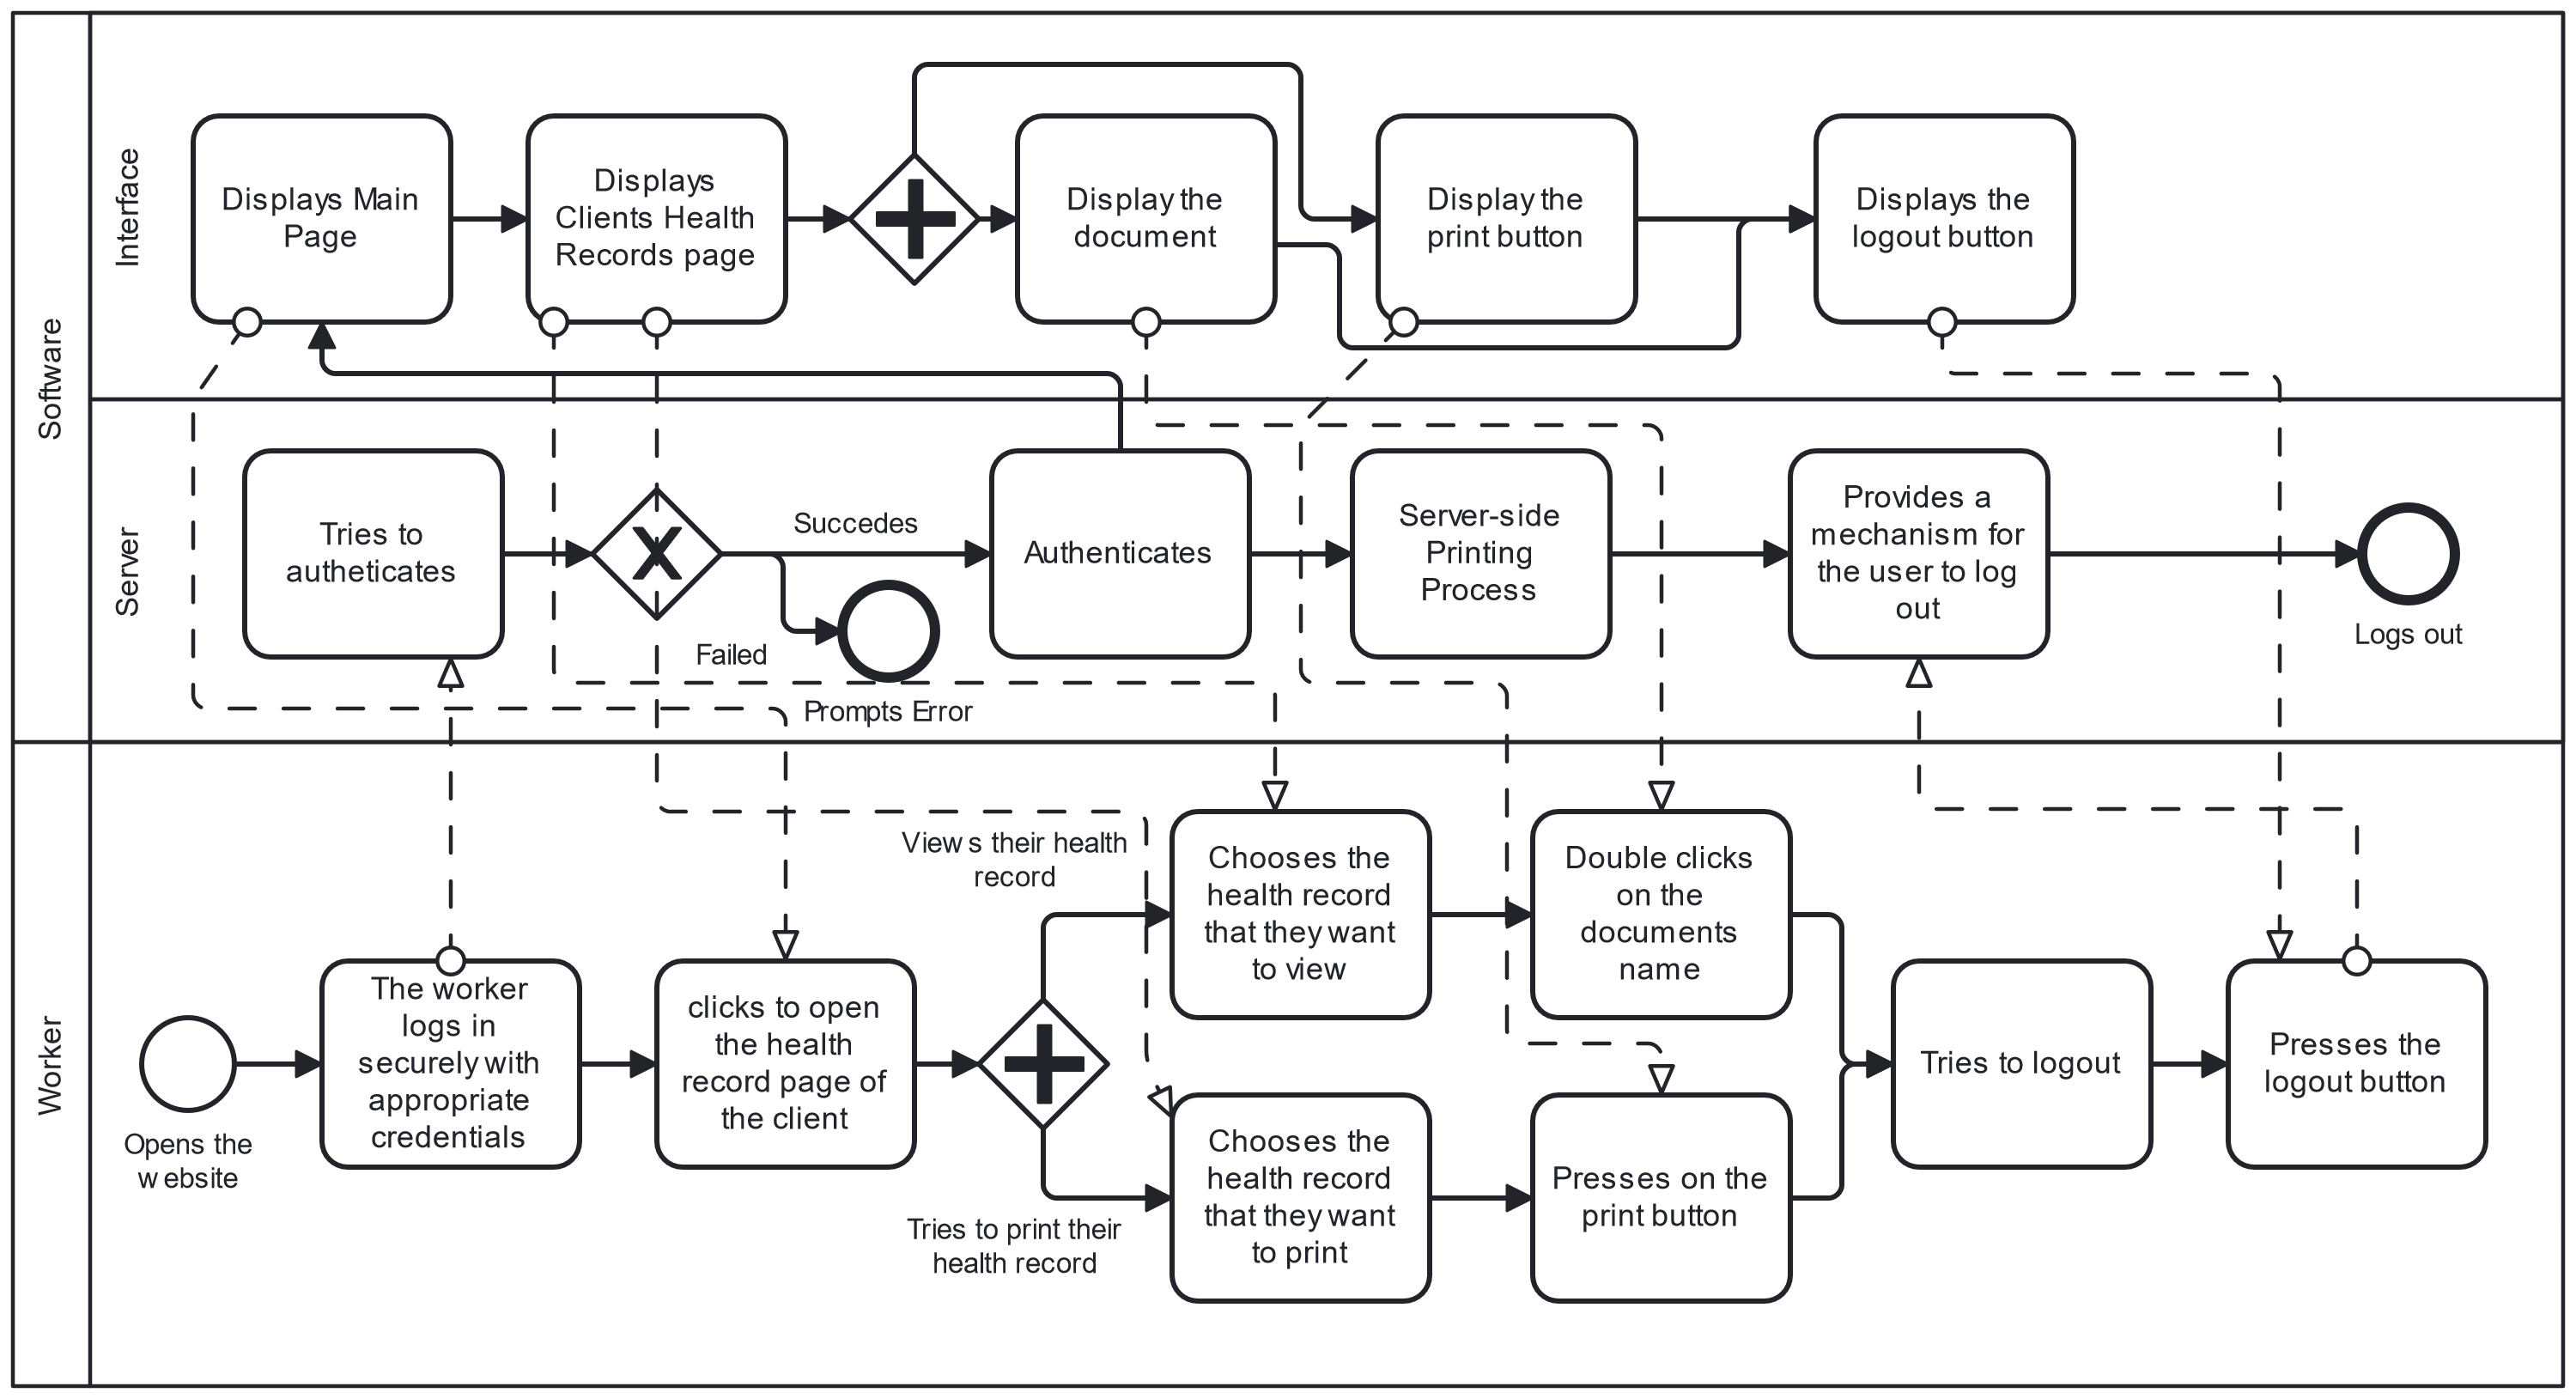 Software
Interface
Displays Main
Page
Displays
Clients Health
Records page
Display the
document
Display the
print button
Displays the
logout button
Server
Tries to
autheticates
X
Succedes
Failed
Prompts Error
Authenticates
Server-side
Printing
Process
Provides a
mechanism for
the user to log
out
Logs out
Worker
Opens the
website
The worker
logs in
securely with
appropriate
credentials
clicks to open
the health
record page of
the client
Views their health
record
Tries to print their
health record
Chooses the
health record
that they want
to view
Double clicks
on the
documents
name
Chooses the
health record
that they want
to print
Presses on the
print button
Tries to logout
Presses the
logout button